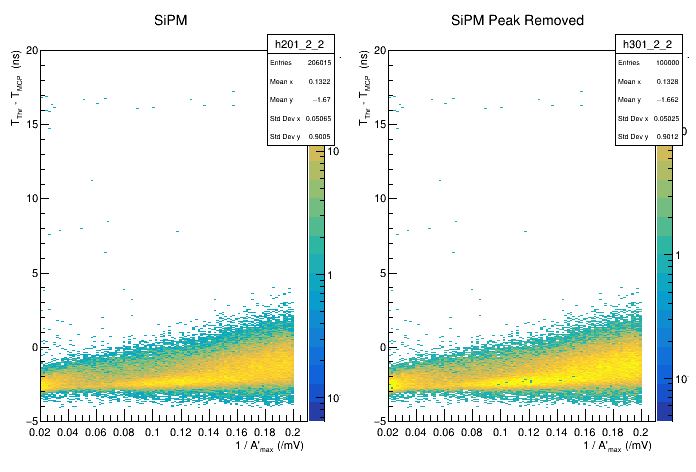 SiPM
h201_2_2
Entries 206015
Mean x 0.1322
Mean y −1.67
Std Dev x 0.05065
Std Dev y 0.9005
T_Thr - T_MCP (ns)
20
15
10
5
0
−5
0.02 0.04 0.06 0.08 0.1 0.12 0.14 0.16 0.18 0.2
1 / A'max (/mV)
10
1
10
SiPM Peak Removed
h301_2_2
Entries 100000
Mean x 0.1328
Mean y −1.662
Std Dev x 0.05025
Std Dev y 0.9012
T_Thr - T_MCP (ns)
20
15
10
5
0
−5
0.02 0.04 0.06 0.08 0.1 0.12 0.14 0.16 0.18 0.2
1 / A'max (/mV)
1
10